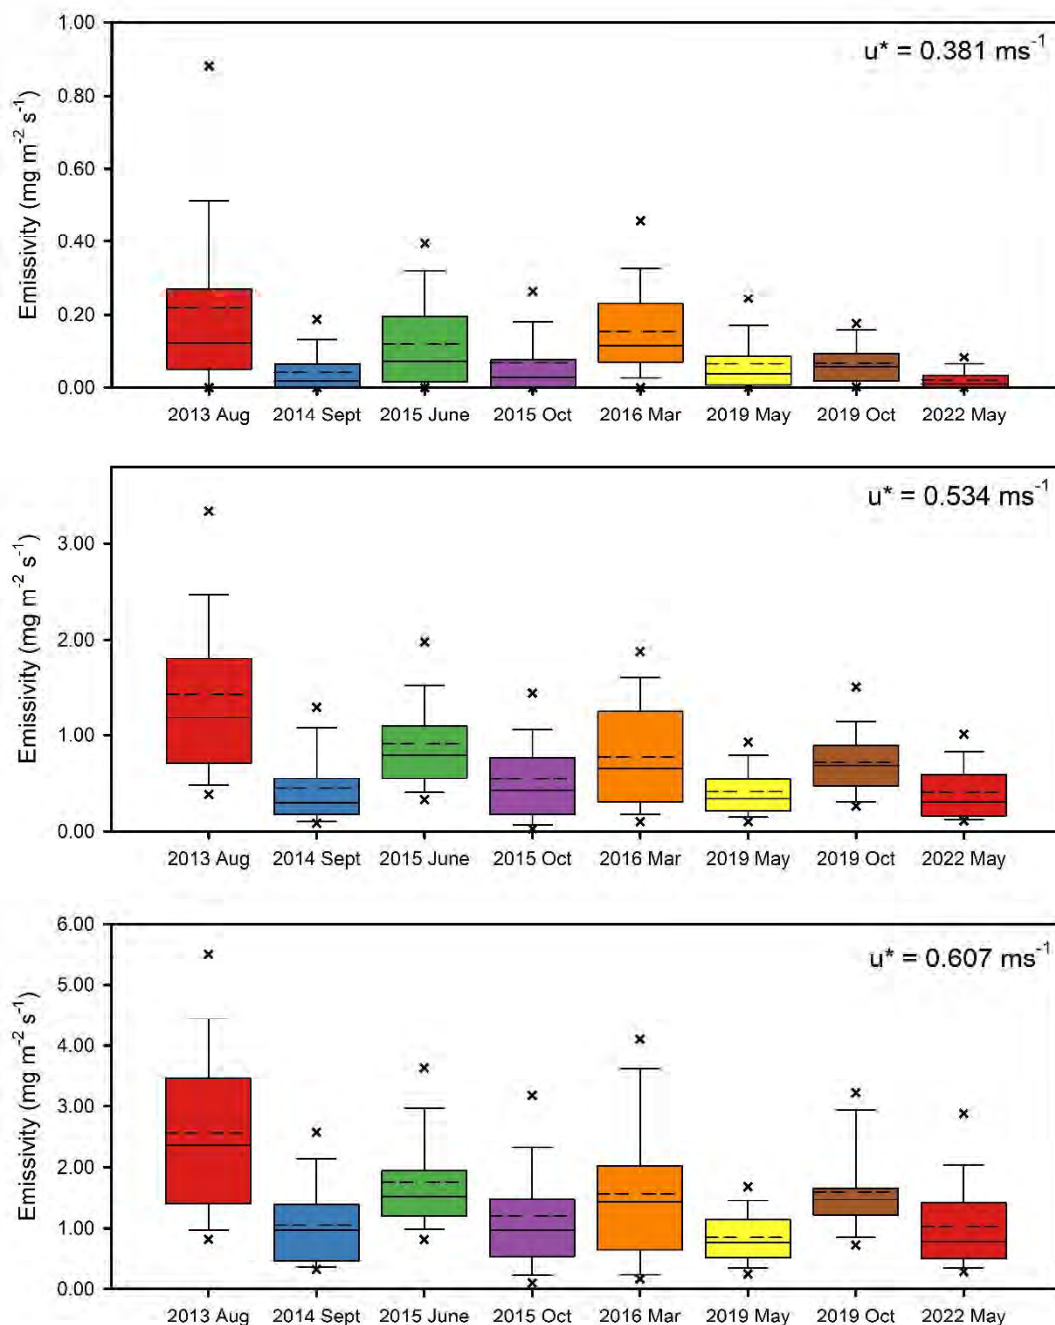 u* = 0.381 ms⁻¹
Emissivity (mg m⁻² s⁻¹)
1.00
0.80
0.60
0.40
0.20
0.00
2013 Aug 2014 Sept 2015 June 2015 Oct 2016 Mar 2019 May 2019 Oct 2022 May
u* = 0.534 ms⁻¹
Emissivity (mg m⁻² s⁻¹)
3.00
2.00
1.00
0.00
2013 Aug 2014 Sept 2015 June 2015 Oct 2016 Mar 2019 May 2019 Oct 2022 May
u* = 0.607 ms⁻¹
Emissivity (mg m⁻² s⁻¹)
6.00
5.00
4.00
3.00
2.00
1.00
0.00
2013 Aug 2014 Sept 2015 June 2015 Oct 2016 Mar 2019 May 2019 Oct 2022 May